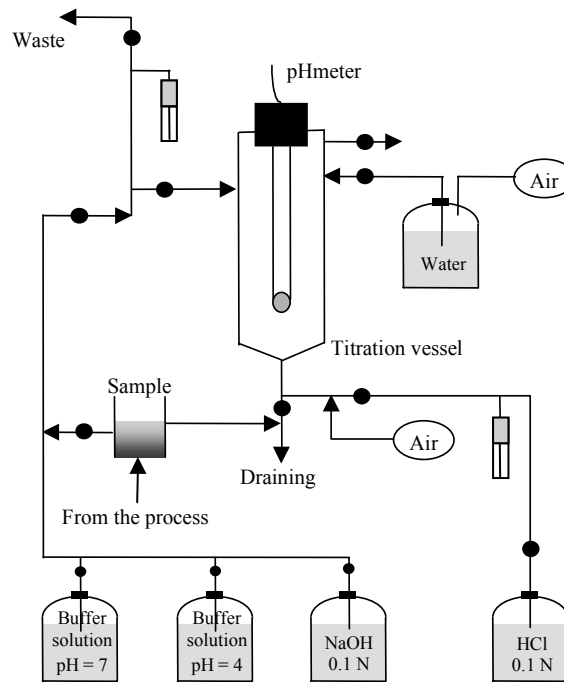 Waste
pHmeter
Air
Water
Titration vessel
Sample
Air
Draining
From the process
Buffer
solution
pH = 7
Buffer
solution
pH = 4
NaOH
0.1 N
HCl
0.1 N